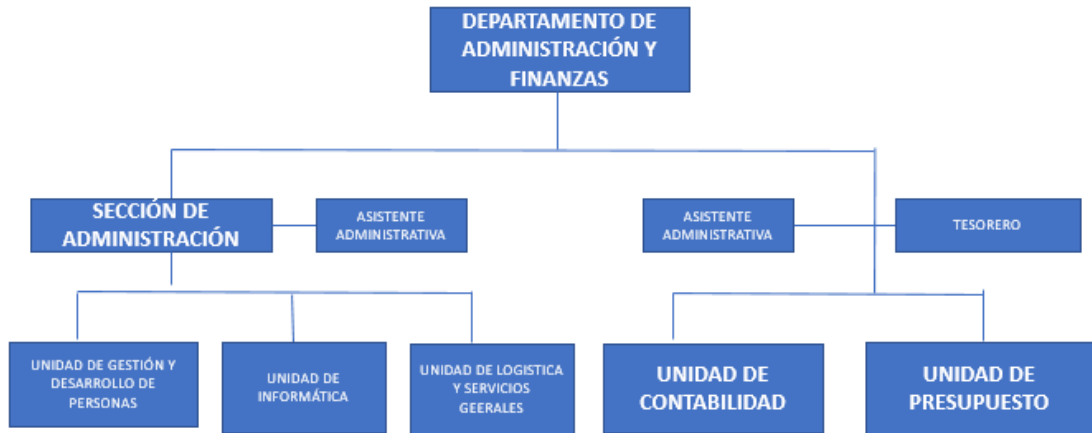 DEPARTAMENTO DE
ADMINISTRACIÓN Y
FINANZAS
SECCIÓN DE
ADMINISTRACIÓN
ASISTENTE
ADMINISTRATIVA
ASISTENTE
ADMINISTRATIVA
TESORERO
UNIDAD DE GESTIÓN Y
DESARROLLO DE
PERSONAS
UNIDAD DE
INFORMÁTICA
UNIDAD DE LOGISTICA
Y SERVICIOS
GEERALES
UNIDAD DE
CONTABILIDAD
UNIDAD DE
PRESUPUESTO